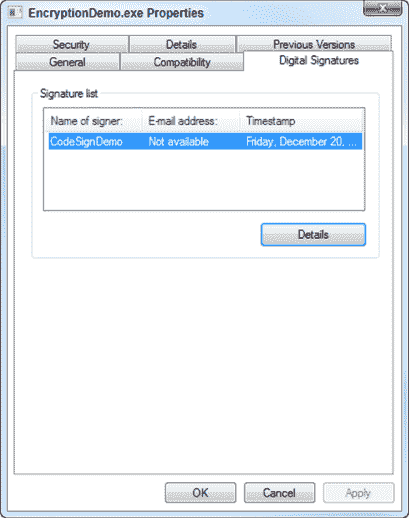 EncryptionDemo.exe Properties
Security Details Previous Versions
General Compatibility Digital Signatures
Signature list
Name of signer: E-mail address: Timestamp
CodeSignDemo Not available Friday, December 20, ...
Details
OK Cancel Apply